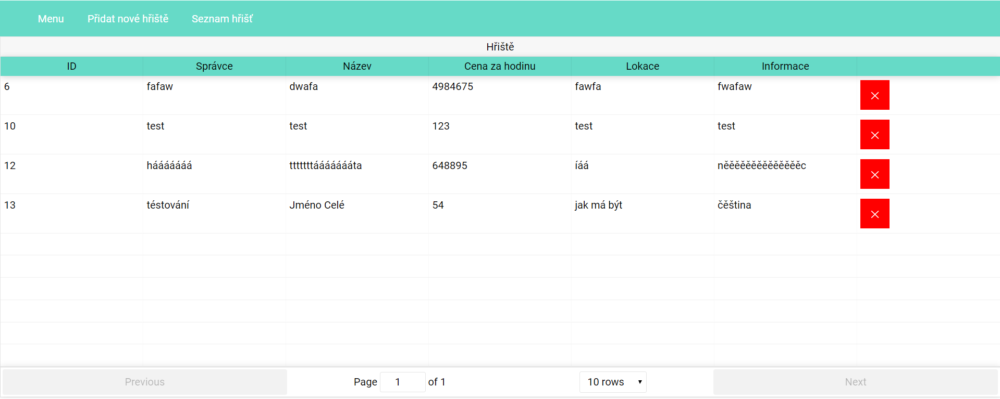 Menu Přidat nové hřiště Seznam hřišť
Hřiště
ID Správce Název Cena za hodinu Lokace Informace
6 fafaw dwafa 4984675 fawfa fwafaw
10 test test 123 test test
12 hááááááá tttttttáááááááta 648895 íáá něěěěěěěěěěěěěěc
13 téstování Jméno Celé 54 jak má být čěština
Previous Page 1 of 1 10 rows Next